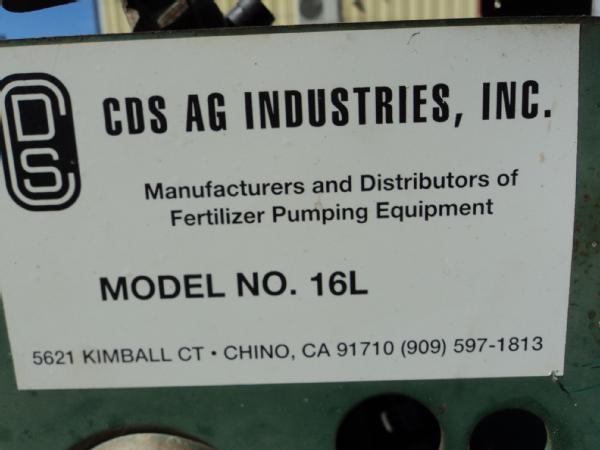 CDS
CDS AG INDUSTRIES, INC.
Manufacturers and Distributors of
Fertilizer Pumping Equipment
MODEL NO. 16L
5621 KIMBALL CT • CHINO, CA 91710 (909) 597-1813